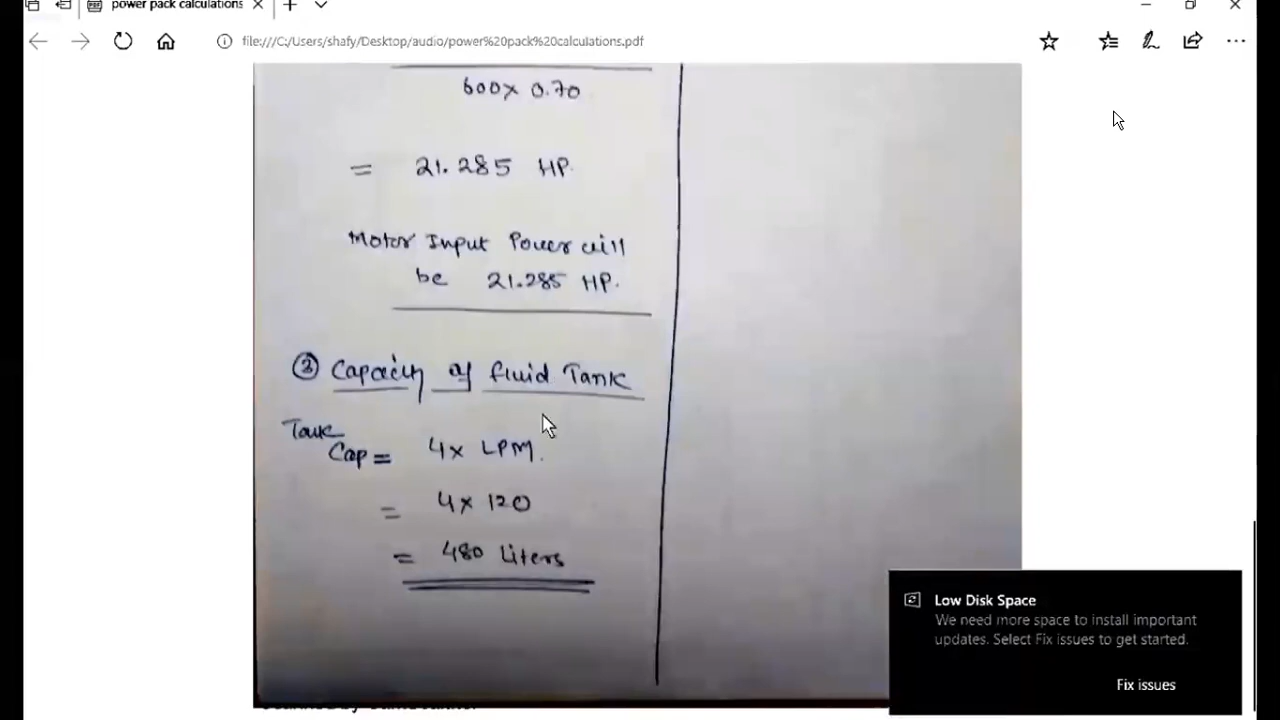 power pack calculations
file:///C:/Users/shafy/Desktop/audio/power%20pack%20calculations.pdf
600x 0.70
= 21.285 HP.
Motor Input Power will
be 21.285 HP.
② Capacity of fluid Tank
Tank
Cap = 4x LPM.
= 4x 120
= 480 Liters
Low Disk Space
We need more space to install important
updates. Select Fix issues to get started.
Fix issues